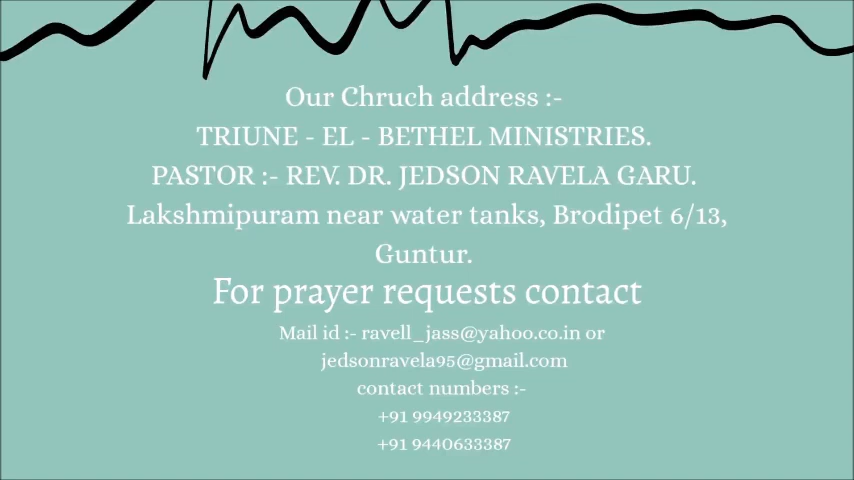 Our Chruch address :-
TRIUNE - EL - BETHEL MINISTRIES.
PASTOR :- REV. DR. JEDSON RAVELA GARU.
Lakshmipuram near water tanks, Brodipet 6/13,
Guntur.
For prayer requests contact
Mail id :- ravell_jass@yahoo.co.in or
jedsonravela95@gmail.com
contact numbers :-
+91 9949233387
+91 9440633387